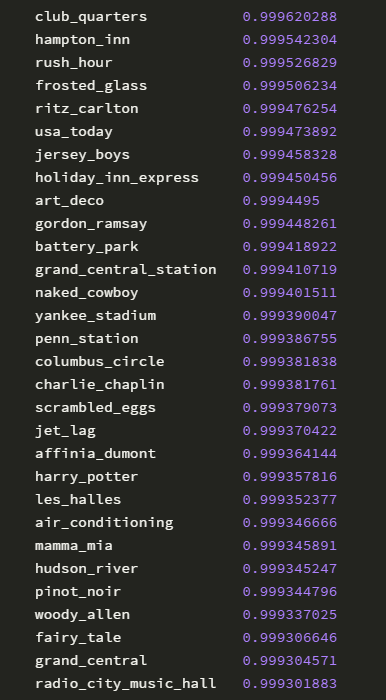 club_quarters 0.999620288
hampton_inn 0.999542304
rush_hour 0.999526829
frosted_glass 0.999506234
ritz_carlton 0.999476254
usa_today 0.999473892
jersey_boys 0.999458328
holiday_inn_express 0.999450456
art_deco 0.9994495
gordon_ramsay 0.999448261
battery_park 0.999418922
grand_central_station 0.999410719
naked_cowboy 0.999401511
yankee_stadium 0.999390047
penn_station 0.999386755
columbus_circle 0.999381838
charlie_chaplin 0.999381761
scrambled_eggs 0.999379073
jet_lag 0.999370422
affinia_dumont 0.999364144
harry_potter 0.999357816
les_halles 0.999352377
air_conditioning 0.999346666
mamma_mia 0.999345891
hudson_river 0.999345247
pinot_noir 0.999344796
woody_allen 0.999337025
fairy_tale 0.999306646
grand_central 0.999304571
radio_city_music_hall 0.999301883